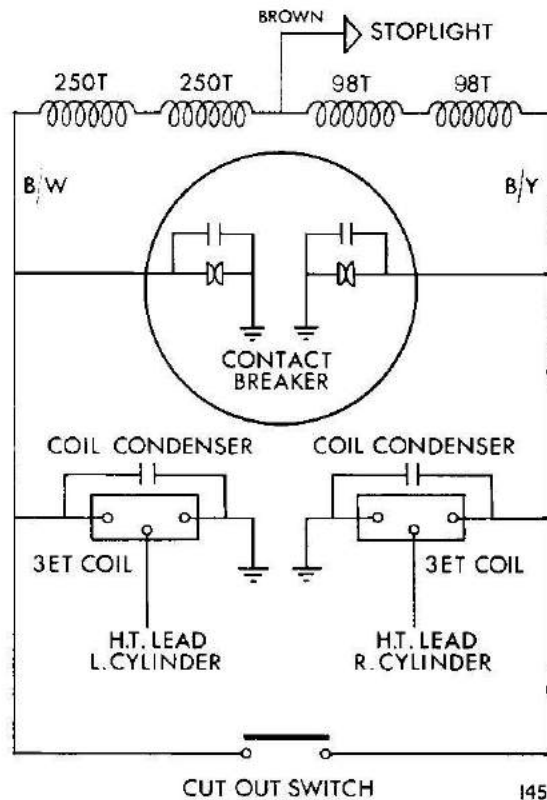 BROWN
STOPLIGHT
250T 250T 98T 98T
B/W B/Y
CONTACT
BREAKER
COIL CONDENSER COIL CONDENSER
3ET COIL 3ET COIL
H.T. LEAD
L. CYLINDER
H.T. LEAD
R. CYLINDER
CUT OUT SWITCH
145